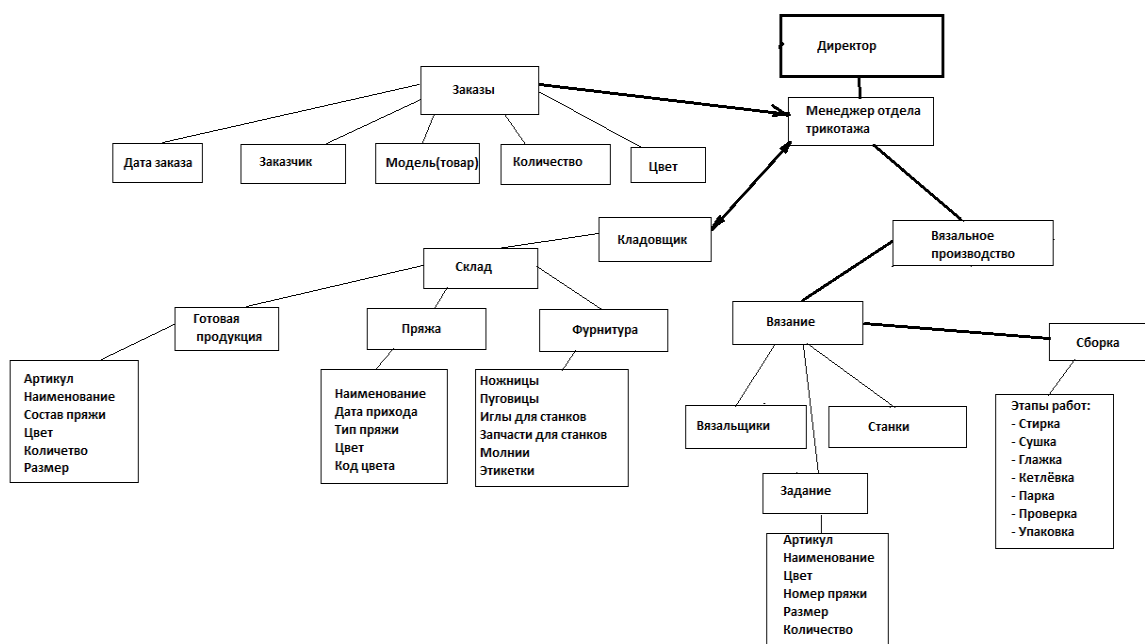 Директор
Заказы
Менеджер отдела
трикотажа
Дата заказа
Заказчик
Модель(товар)
Количество
Цвет
Кладовщик
Вязальное
производство
Склад
Готовая
продукция
Пряжа
Фурнитура
Вязание
Сборка
Артикул
Наименование
Состав пряжи
Цвет
Количетво
Размер
Наименование
Дата прихода
Тип пряжи
Цвет
Код цвета
Ножницы
Пуговицы
Иглы для станков
Запчасти для станков
Молнии
Этикетки
Вязальщики
Станки
Этапы работ:
- Стирка
- Сушка
- Глажка
- Кетлёвка
- Парка
- Проверка
- Упаковка
Задание
Артикул
Наименование
Цвет
Номер пряжи
Размер
Количество